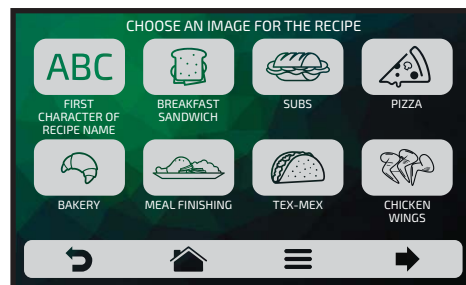 CHOOSE AN IMAGE FOR THE RECIPE
ABC
FIRST
CHARACTER OF
RECIPE NAME
BREAKFAST
SANDWICH
SUBS
PIZZA
BAKERY
MEAL FINISHING
TEX-MEX
CHICKEN
WINGS